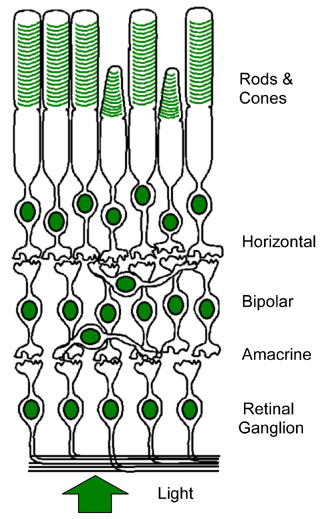 Rods &
Cones
Horizontal
Bipolar
Amacrine
Retinal
Ganglion
Light